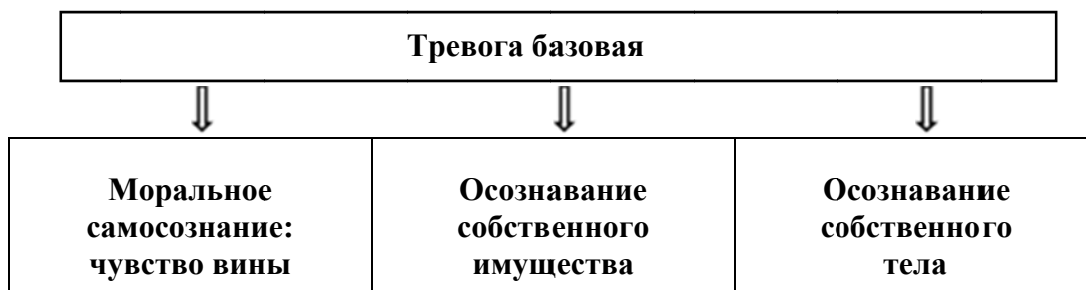 Тревога базовая
Моральное
самосознание:
чувство вины
Осознавание
собственного
имущества
Осознавание
собственного
тела